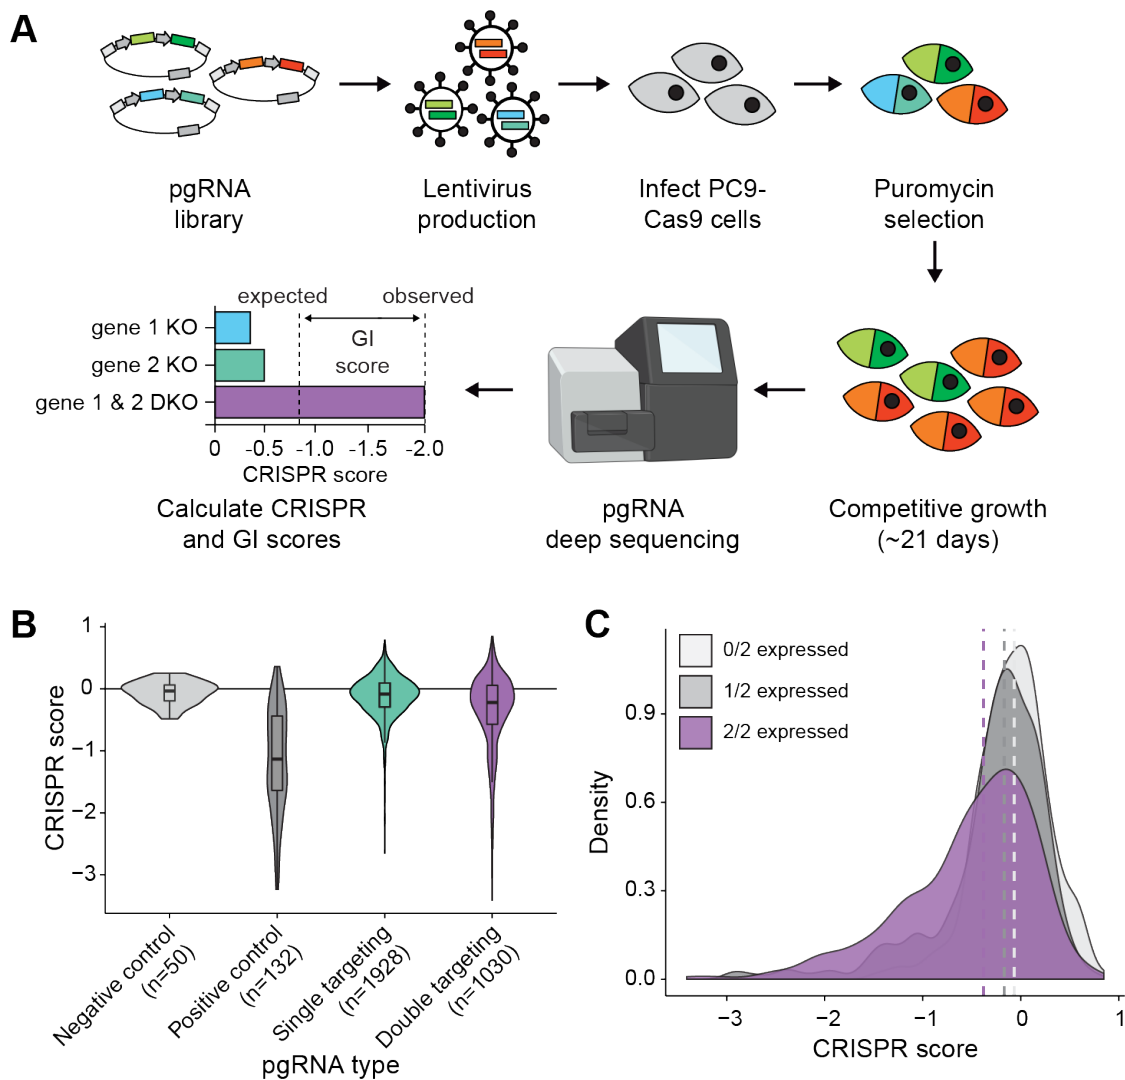 A
pgRNA
library
Lentivirus
production
Infect PC9-
Cas9 cells
Puromycin
selection
expected
observed
gene 1 KO
gene 2 KO
gene 1 & 2 DKO
GI
score
0
-0.5
-1.0
-1.5
-2.0
CRISPR score
Calculate CRISPR
and GI scores
pgRNA
deep sequencing
Competitive growth
(~21 days)
B
CRISPR score
1
0
−1
−2
−3
Negative control
(n=50)
Positive control
(n=132)
Single targeting
(n=1928)
Double targeting
(n=1030)
pgRNA type
C
0/2 expressed
1/2 expressed
2/2 expressed
Density
0.9
0.6
0.3
0.0
−3
−2
−1
0
1
CRISPR score